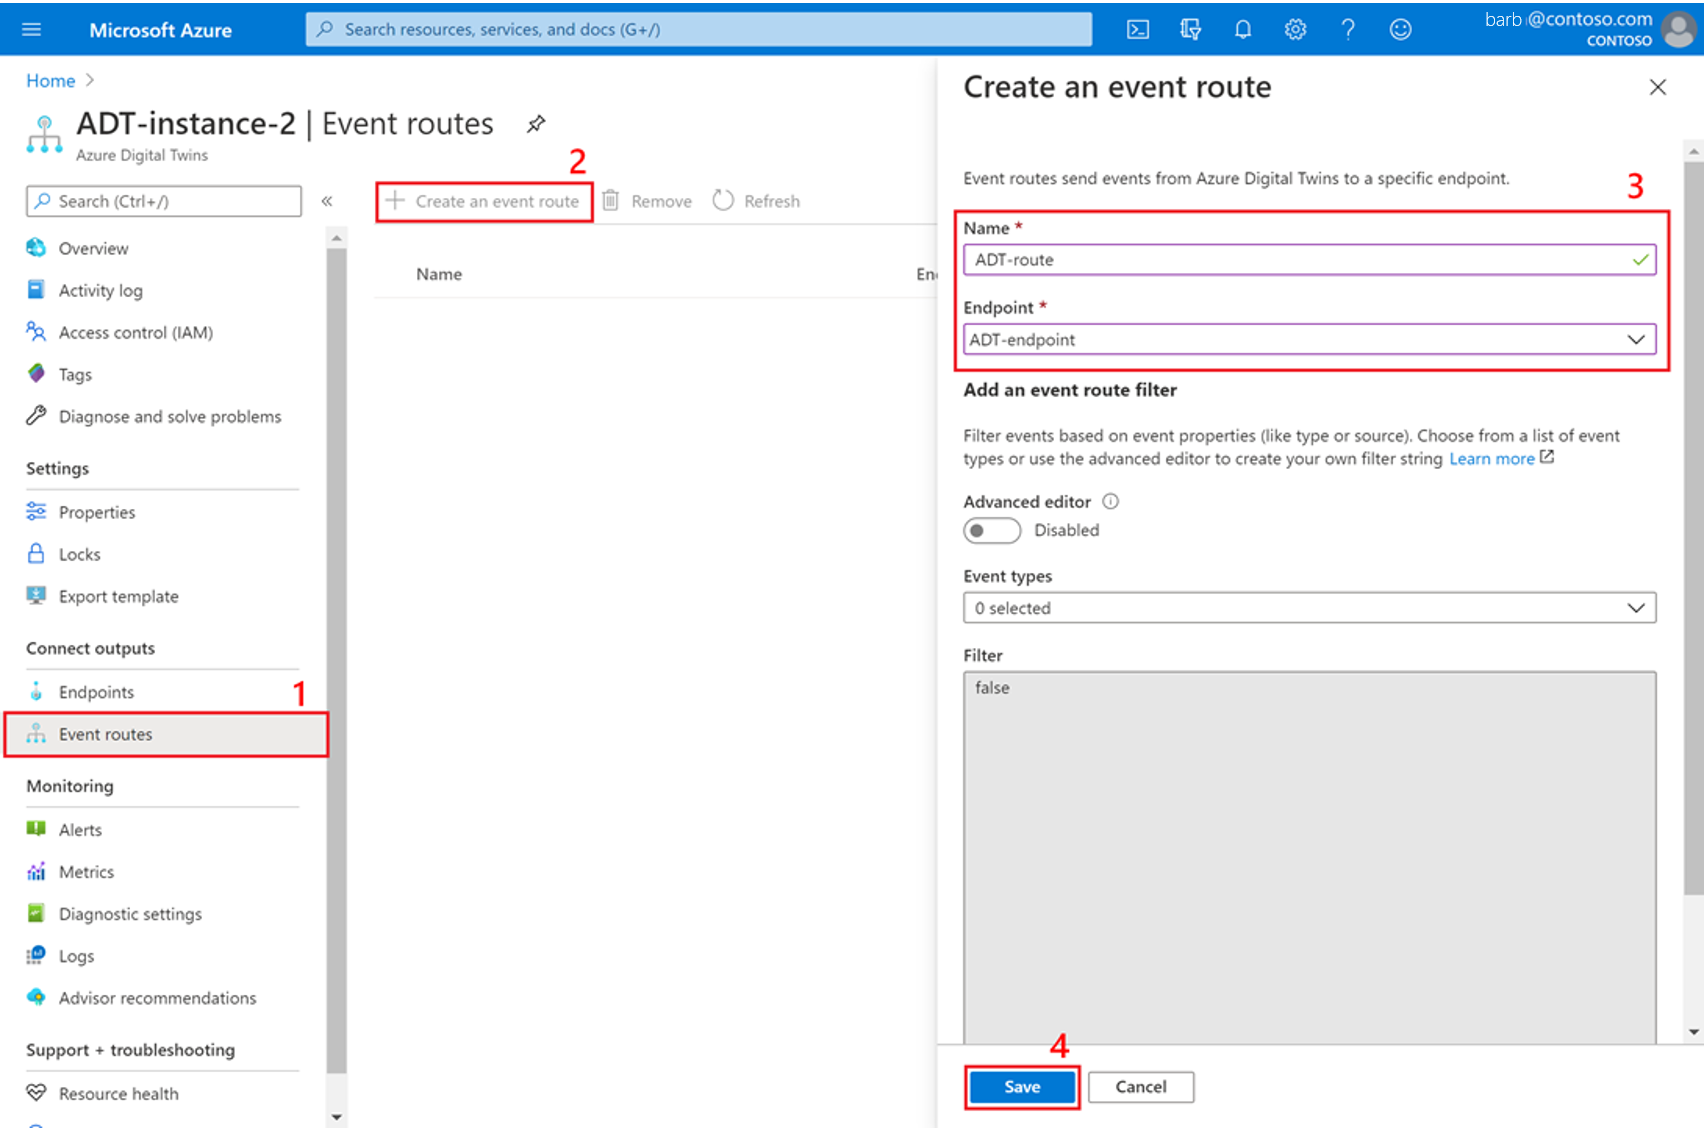 Microsoft Azure
Search resources, services, and docs (G+/)
barb @contoso.com
CONTOSO
Home
ADT-instance-2 | Event routes
Azure Digital Twins
Search (Ctrl+/)
«
Overview
Activity log
Access control (IAM)
Tags
Diagnose and solve problems
Settings
Properties
Locks
Export template
Connect outputs
Endpoints
1
Event routes
Monitoring
Alerts
Metrics
Diagnostic settings
Logs
Advisor recommendations
Support + troubleshooting
Resource health
2
Create an event route
Remove
Refresh
Name
Create an event route
Event routes send events from Azure Digital Twins to a specific endpoint.
3
Name *
ADT-route
Endpoint *
ADT-endpoint
Add an event route filter
Filter events based on event properties (like type or source). Choose from a list of event
types or use the advanced editor to create your own filter string Learn more
Advanced editor
Disabled
Event types
0 selected
Filter
false
4
Save
Cancel